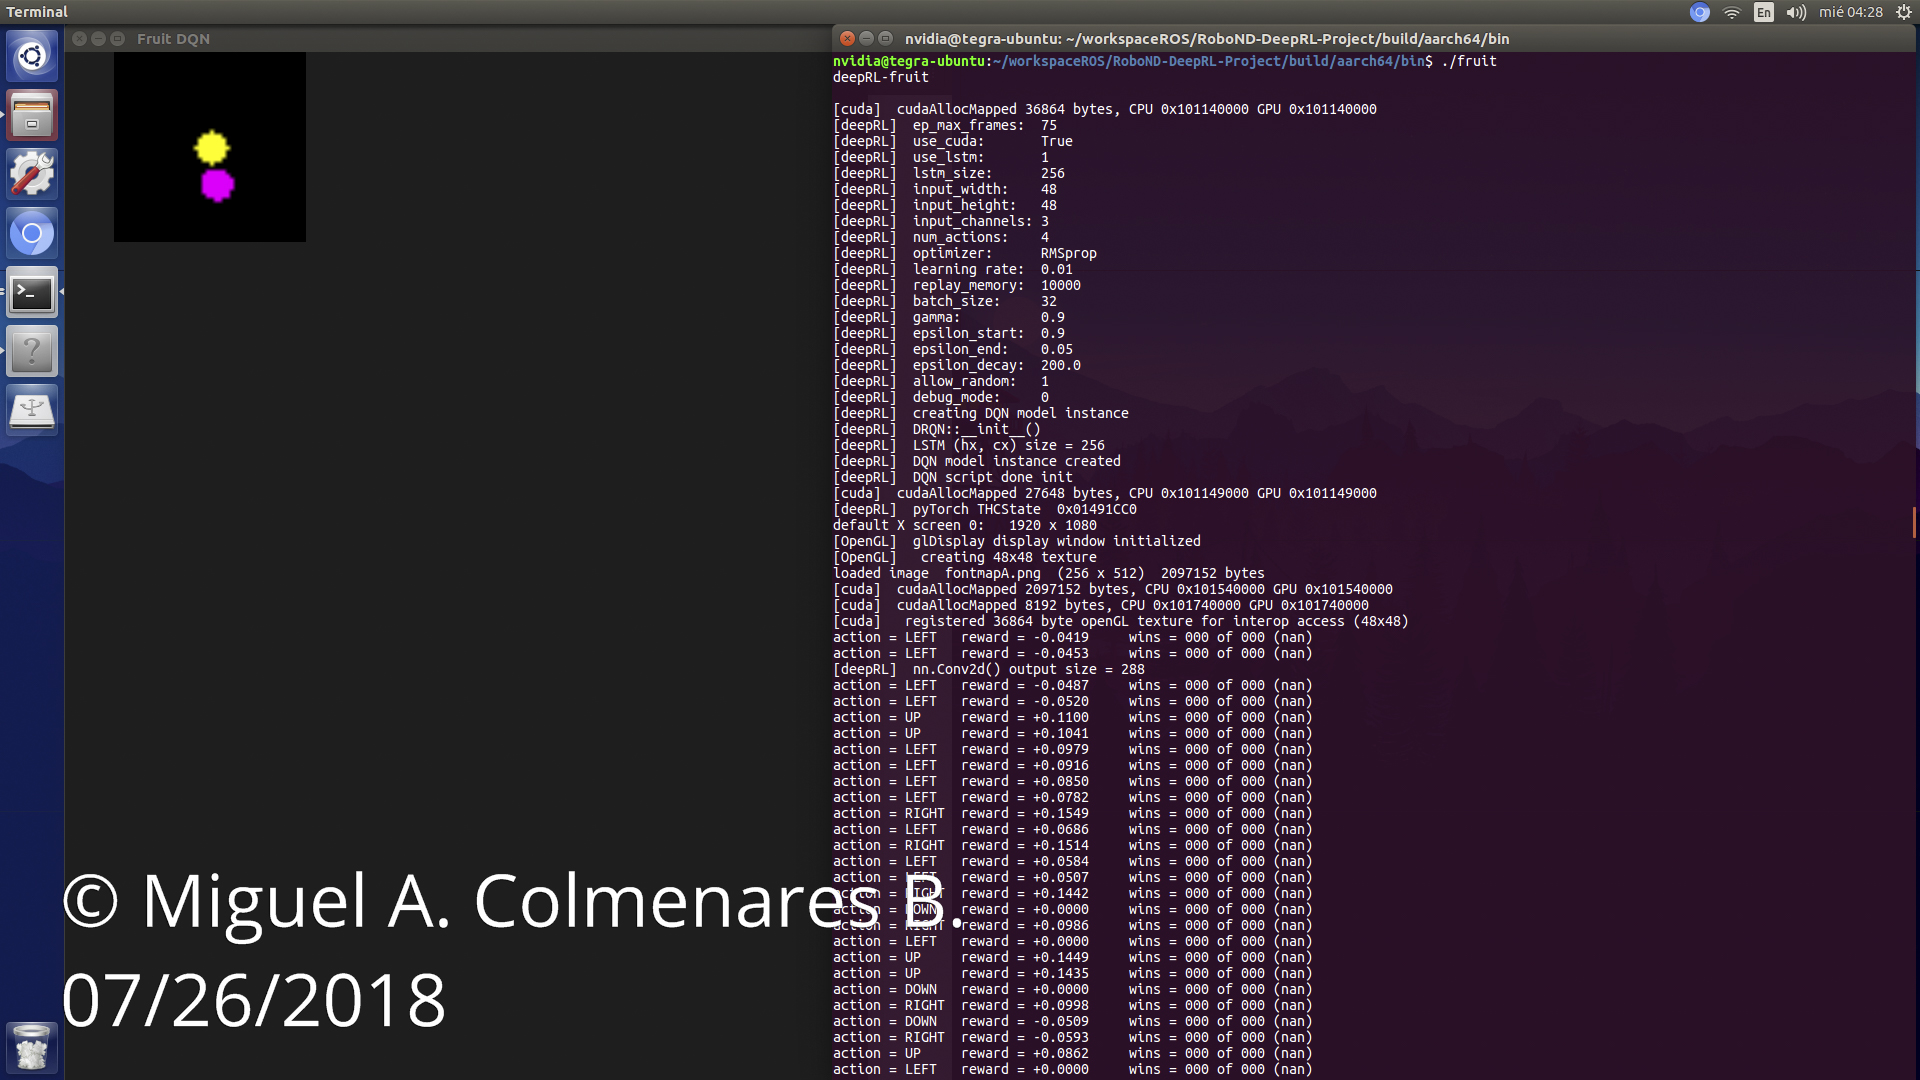 Terminal
En
mié 04:28
Fruit DQN
nvidia@tegra-ubuntu: ~/workspaceROS/RoboND-DeepRL-Project/build/aarch64/bin
nvidia@tegra-ubuntu:~/workspaceROS/RoboND-DeepRL-Project/build/aarch64/bin$ ./fruit
deepRL-fruit
[cuda]  cudaAllocMapped 36864 bytes, CPU 0x101140000 GPU 0x101140000
[deepRL]  ep_max_frames:  75
[deepRL]  use_cuda:       True
[deepRL]  use_lstm:       1
[deepRL]  lstm_size:      256
[deepRL]  input_width:    48
[deepRL]  input_height:   48
[deepRL]  input_channels: 3
[deepRL]  num_actions:    4
[deepRL]  optimizer:      RMSprop
[deepRL]  learning rate:  0.01
[deepRL]  replay_memory:  10000
[deepRL]  batch_size:     32
[deepRL]  gamma:          0.9
[deepRL]  epsilon_start:  0.9
[deepRL]  epsilon_end:    0.05
[deepRL]  epsilon_decay:  200.0
[deepRL]  allow_random:   1
[deepRL]  debug_mode:     0
[deepRL]  creating DQN model instance
[deepRL]  DRQN::__init__()
[deepRL]  LSTM (hx, cx) size = 256
[deepRL]  DQN model instance created
[deepRL]  DQN script done init
[cuda]  cudaAllocMapped 27648 bytes, CPU 0x101149000 GPU 0x101149000
[deepRL]  pyTorch THCState  0x01491CC0
default X screen 0:   1920 x 1080
[OpenGL]  glDisplay display window initialized
[OpenGL]   creating 48x48 texture
loaded image  fontmapA.png  (256 x 512)  2097152 bytes
[cuda]  cudaAllocMapped 2097152 bytes, CPU 0x101540000 GPU 0x101540000
[cuda]  cudaAllocMapped 8192 bytes, CPU 0x101740000 GPU 0x101740000
[cuda]   registered 36864 byte openGL texture for interop access (48x48)
action = LEFT   reward = -0.0419     wins = 000 of 000 (nan)
action = LEFT   reward = -0.0453     wins = 000 of 000 (nan)
[deepRL]  nn.Conv2d() output size = 288
action = LEFT   reward = -0.0487     wins = 000 of 000 (nan)
action = LEFT   reward = -0.0520     wins = 000 of 000 (nan)
action = UP     reward = +0.1100     wins = 000 of 000 (nan)
action = UP     reward = +0.1041     wins = 000 of 000 (nan)
action = LEFT   reward = +0.0979     wins = 000 of 000 (nan)
action = LEFT   reward = +0.0916     wins = 000 of 000 (nan)
action = LEFT   reward = +0.0850     wins = 000 of 000 (nan)
action = LEFT   reward = +0.0782     wins = 000 of 000 (nan)
action = RIGHT  reward = +0.1549     wins = 000 of 000 (nan)
action = LEFT   reward = +0.0686     wins = 000 of 000 (nan)
action = RIGHT  reward = +0.1514     wins = 000 of 000 (nan)
action = LEFT   reward = +0.0584     wins = 000 of 000 (nan)
action = LEFT   reward = +0.0507     wins = 000 of 000 (nan)
action = RIGHT  reward = +0.1442     wins = 000 of 000 (nan)
action = DOWN   reward = +0.0000     wins = 000 of 000 (nan)
action = RIGHT  reward = +0.0986     wins = 000 of 000 (nan)
action = LEFT   reward = +0.0000     wins = 000 of 000 (nan)
action = UP     reward = +0.1449     wins = 000 of 000 (nan)
action = UP     reward = +0.1435     wins = 000 of 000 (nan)
action = DOWN   reward = +0.0000     wins = 000 of 000 (nan)
action = RIGHT  reward = +0.0998     wins = 000 of 000 (nan)
action = DOWN   reward = -0.0509     wins = 000 of 000 (nan)
action = RIGHT  reward = -0.0593     wins = 000 of 000 (nan)
action = UP     reward = +0.0862     wins = 000 of 000 (nan)
action = LEFT   reward = +0.0000     wins = 000 of 000 (nan)
© Miguel A. Colmenares B.
07/26/2018